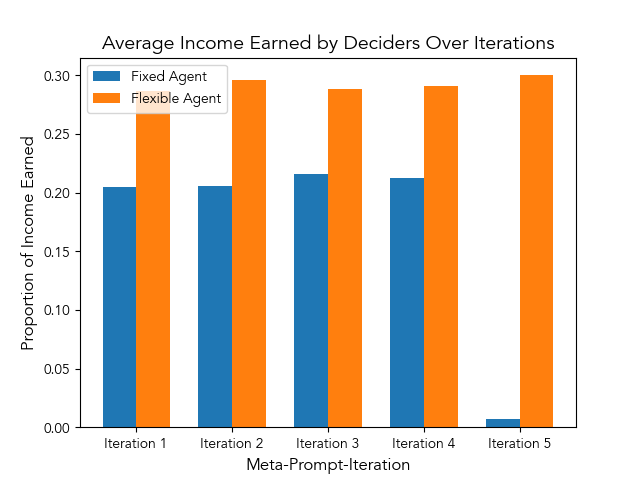 Average Income Earned by Deciders Over Iterations
Fixed Agent
Flexible Agent
Proportion of Income Earned
0.30
0.25
0.20
0.15
0.10
0.05
0.00
Iteration 1
Iteration 2
Iteration 3
Iteration 4
Iteration 5
Meta-Prompt-Iteration